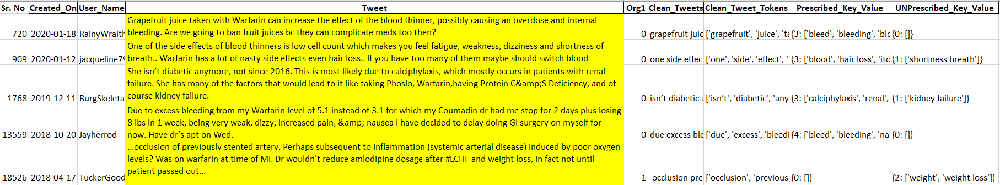 Sr. No Created_On User_Name Tweet Org1 Clean_Tweets Clean_Tweet_Tokens Prescribed_Key_Value UNPrescribed_Key_Value
Grapefruit juice taken with Warfarin can increase the effect of the blood thinner, possibly causing an overdose and internal
720 2020-01-18 RainyWraith bleeding. Are we going to ban fruit juices bc they can complicate meds too then? 0 grapefruit juic ['grapefruit', 'juice', 'ta {3: ['bleed', 'bleeding', 'blo {0: []}
One of the side effects of blood thinners is low cell count which makes you feel fatigue, weakness, dizziness and shortness of
909 2020-01-12 jacqueline79 breath.. Warfarin has a lot of nasty side effects even hair loss.. If you have too many of them maybe should switch blood 0 one side effect ['one', 'side', 'effect', ' {3: ['blood', 'hair loss', 'itc {1: ['shortness breath']}
She isn’t diabetic anymore, not since 2016. This is most likely due to calciphylaxis, which mostly occurs in patients with renal
failure. She has many of the factors that would lead to it like taking Phoslo, Warfarin,having Protein C&amp;S Deficiency, and of
1768 2019-12-11 BurgSkeleta course kidney failure. 0 isn’t diabetic a ['isn’t', 'diabetic', 'any {3: ['calciphylaxis', 'renal', {1: ['kidney failure']}
Due to excess bleeding from my Warfarin level of 5.1 instead of 3.1 for which my Coumadin dr had me stop for 2 days plus losing
8 lbs in 1 week, being very weak, dizzy, increased pain, &amp; nausea I have decided to delay doing GI surgery on myself for
13559 2018-10-20 Jayherrod now. Have dr’s apt on Wed. 0 due excess ble ['due', 'excess', 'bleedi {4: ['bleed', 'bleeding', 'na {0: []}
...occlusion of previously stented artery. Perhaps subsequent to inflammation (systemic arterial disease) induced by poor oxygen
levels? Was on warfarin at time of MI. Dr wouldn't reduce amlodipine dosage after #LCHF and weight loss, in fact not until
patient passed out...
18526 2018-04-17 TuckerGood 1 occlusion pre ['occlusion', 'previous {0: []} {2: ['weight', 'weight loss']}